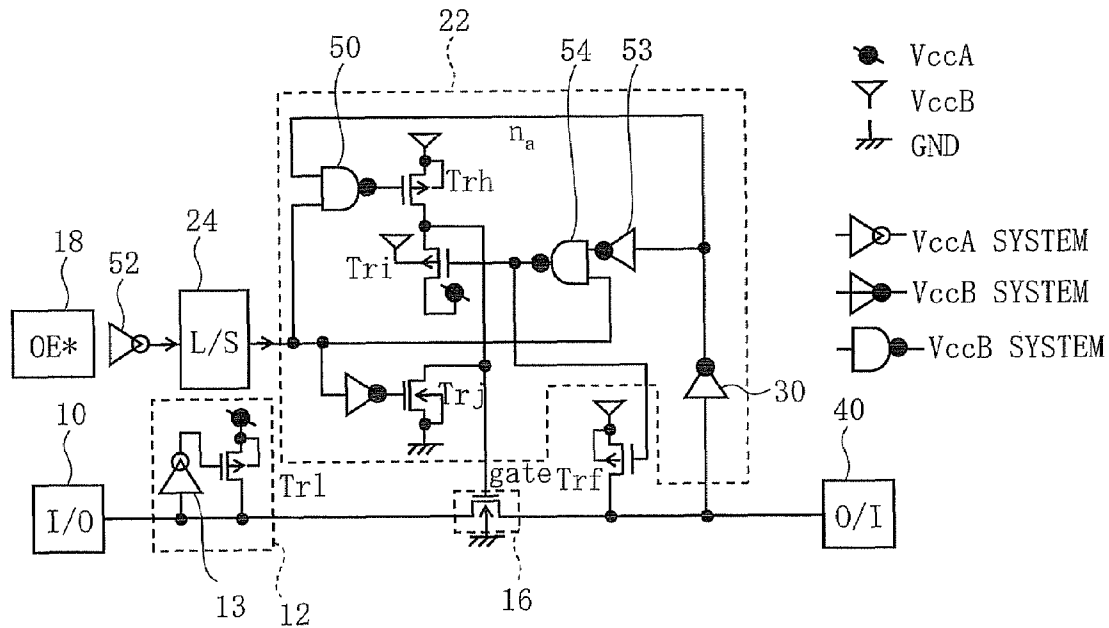 22
50
54
53
VccA
VccB
GND
n_a
Trh
24
18
52
Tri
VccA SYSTEM
OE*
L/S
VccB SYSTEM
VccB SYSTEM
Trj
30
10
40
gate
Trl
Trf
I/O
O/I
13
12
16